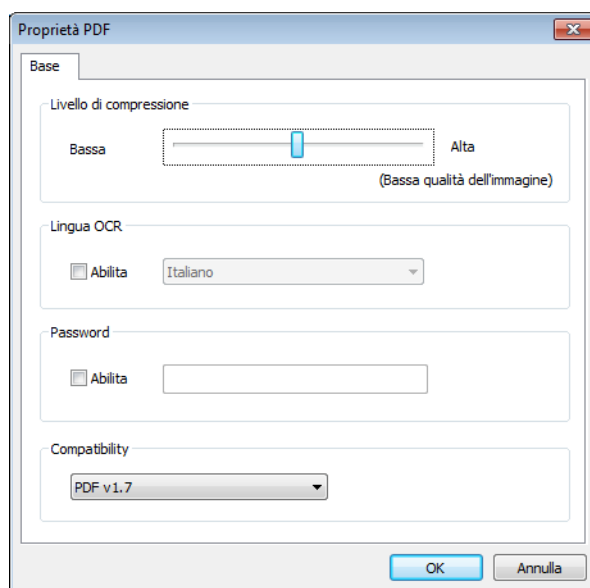 Proprietà PDF
Base
Livello di compressione
Bassa
Alta
(Bassa qualità dell'immagine)
Lingua OCR
Abilita
Italiano
Password
Abilita
Compatibility
PDF v1.7
OK
Annulla